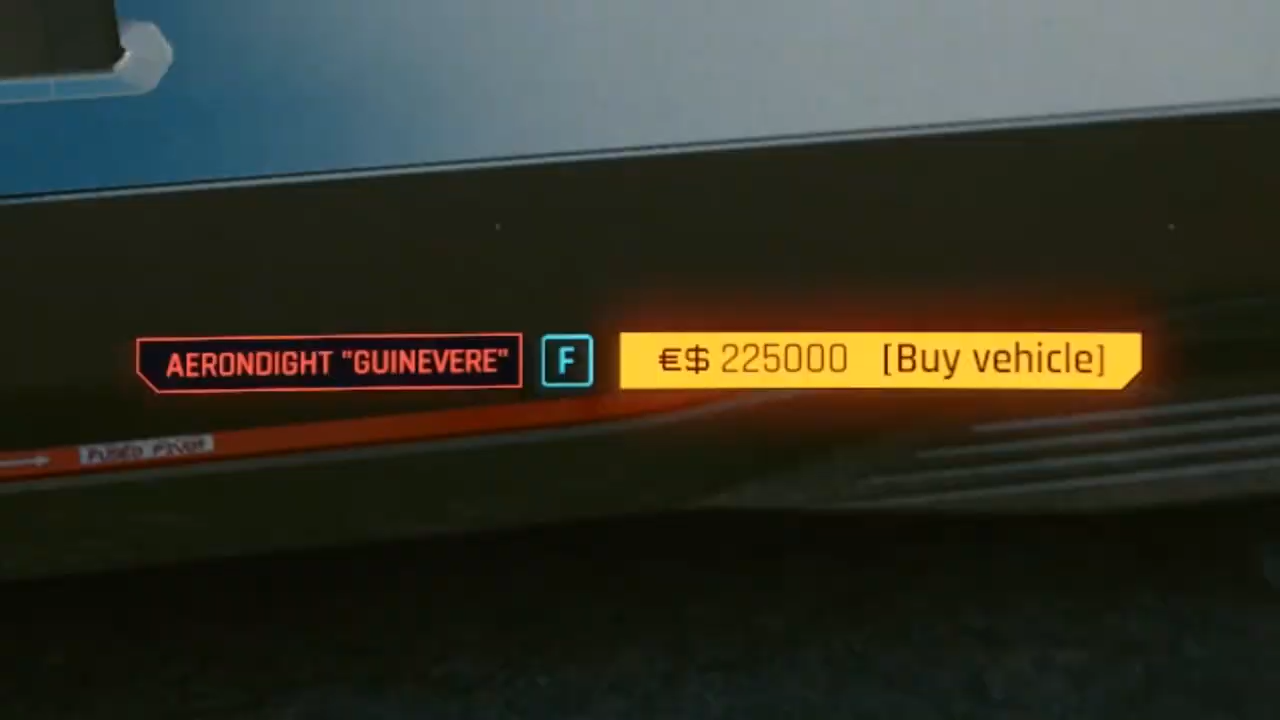 AERONDIGHT "GUINEVERE" F €$ 225000 [Buy vehicle]